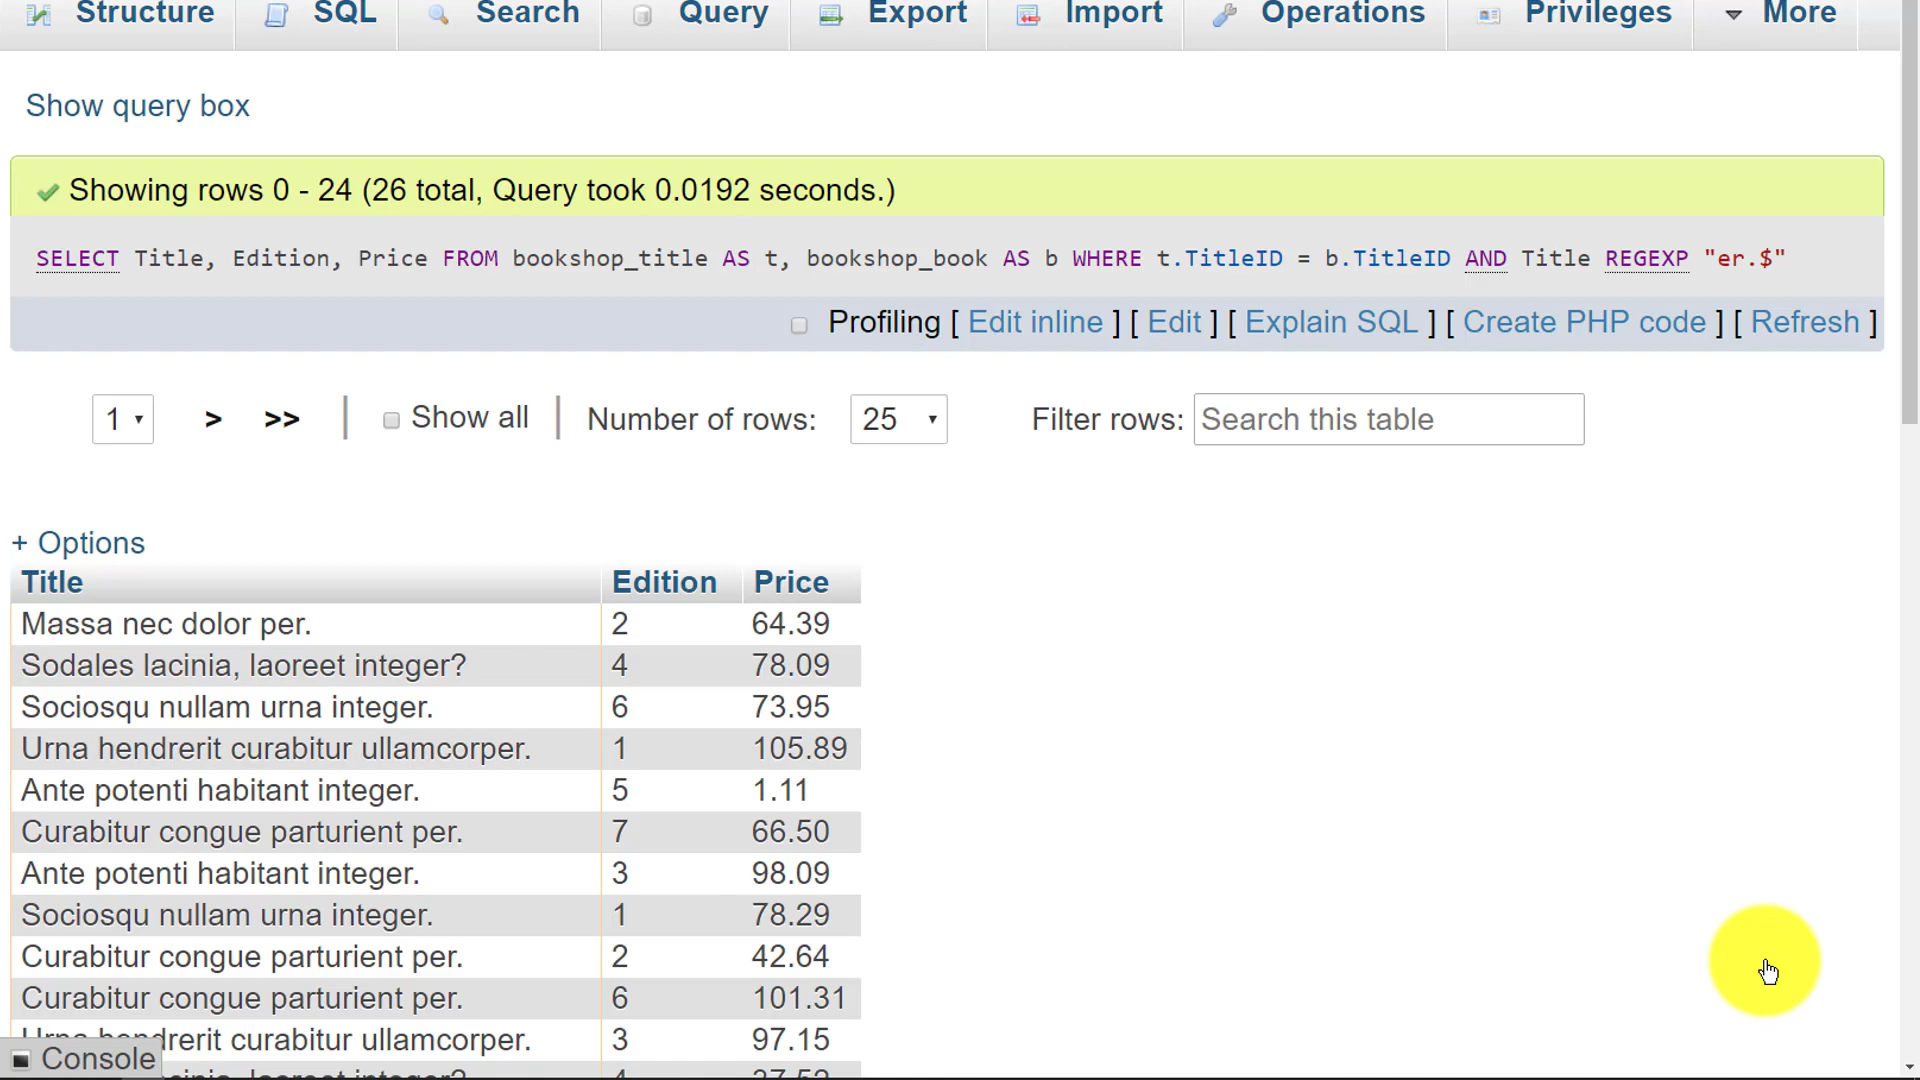 Structure SQL Search Query Export Import Operations Privileges More
Show query box
Showing rows 0 - 24 (26 total, Query took 0.0192 seconds.)
SELECT Title, Edition, Price FROM bookshop_title AS t, bookshop_book AS b WHERE t.TitleID = b.TitleID AND Title REGEXP "er.$"
Profiling [ Edit inline ] [ Edit ] [ Explain SQL ] [ Create PHP code ] [ Refresh ]
1 > >> | Show all | Number of rows: 25 Filter rows: Search this table
+ Options
Title Edition Price
Massa nec dolor per. 2 64.39
Sodales lacinia, laoreet integer? 4 78.09
Sociosqu nullam urna integer. 6 73.95
Urna hendrerit curabitur ullamcorper. 1 105.89
Ante potenti habitant integer. 5 1.11
Curabitur congue parturient per. 7 66.50
Ante potenti habitant integer. 3 98.09
Sociosqu nullam urna integer. 1 78.29
Curabitur congue parturient per. 2 42.64
Curabitur congue parturient per. 6 101.31
Urna hendrerit curabitur ullamcorper. 3 97.15
Console